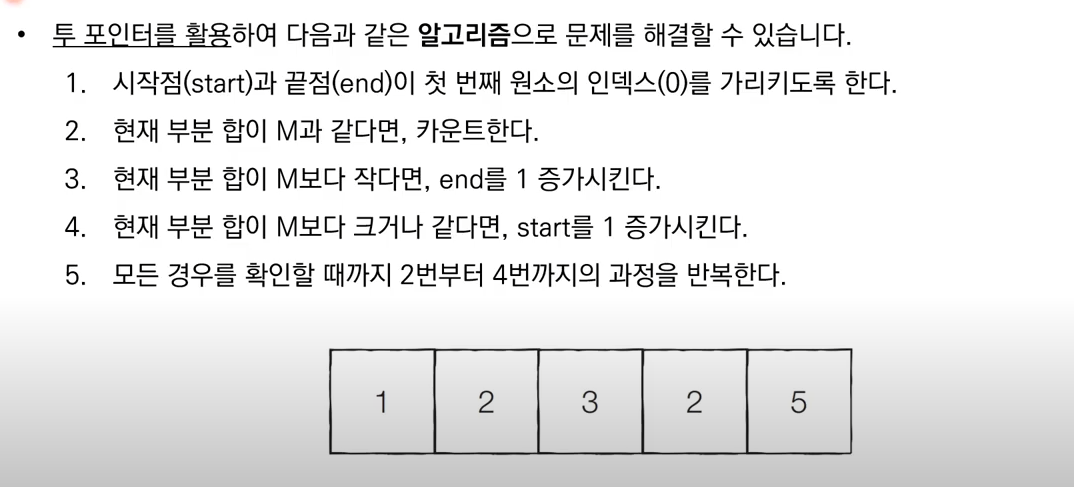 • 투 포인터를 활용하여 다음과 같은 알고리즘으로 문제를 해결할 수 있습니다.
1. 시작점(start)과 끝점(end)이 첫 번째 원소의 인덱스(0)를 가리키도록 한다.
2. 현재 부분 합이 M과 같다면, 카운트한다.
3. 현재 부분 합이 M보다 작다면, end를 1 증가시킨다.
4. 현재 부분 합이 M보다 크거나 같다면, start를 1 증가시킨다.
5. 모든 경우를 확인할 때까지 2번부터 4번까지의 과정을 반복한다.
1 2 3 2 5